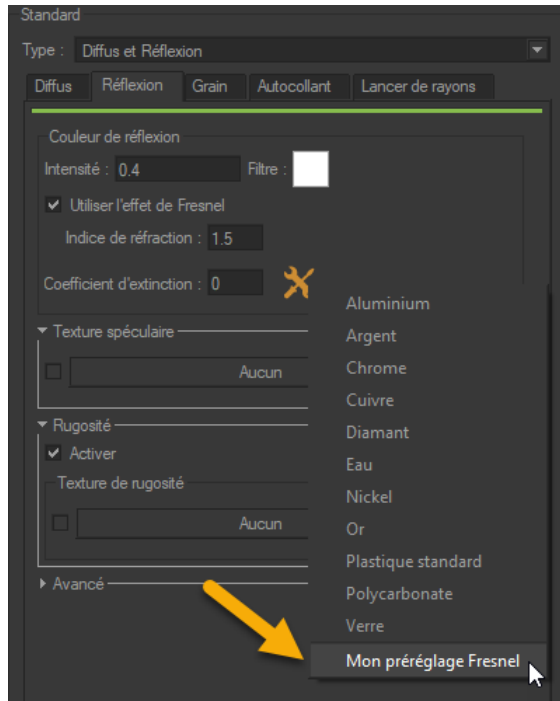 Standard
Type : Diffus et Réflexion
Diffus Réflexion Grain Autocollant Lancer de rayons
Couleur de réflexion
Intensité : 0.4 Filtre :
Utiliser l'effet de Fresnel
Indice de réfraction : 1.5
Coefficient d'extinction : 0
Texture spéculaire
Aucun
Rugosité
Activer
Texture de rugosité
Aucun
Avancé
Aluminium
Argent
Chrome
Cuivre
Diamant
Eau
Nickel
Or
Plastique standard
Polycarbonate
Verre
Mon préréglage Fresnel